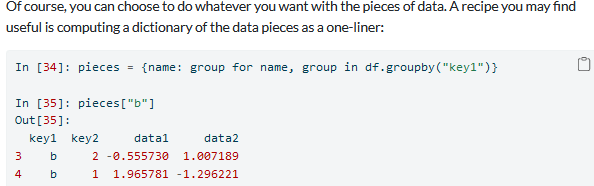 Of course, you can choose to do whatever you want with the pieces of data. A recipe you may find
useful is computing a dictionary of the data pieces as a one-liner:
In [34]: pieces = {name: group for name, group in df.groupby("key1")}
In [35]: pieces["b"]
Out[35]:
  key1  key2     data1     data2
3    b     2 -0.555730  1.007189
4    b     1  1.965781 -1.296221